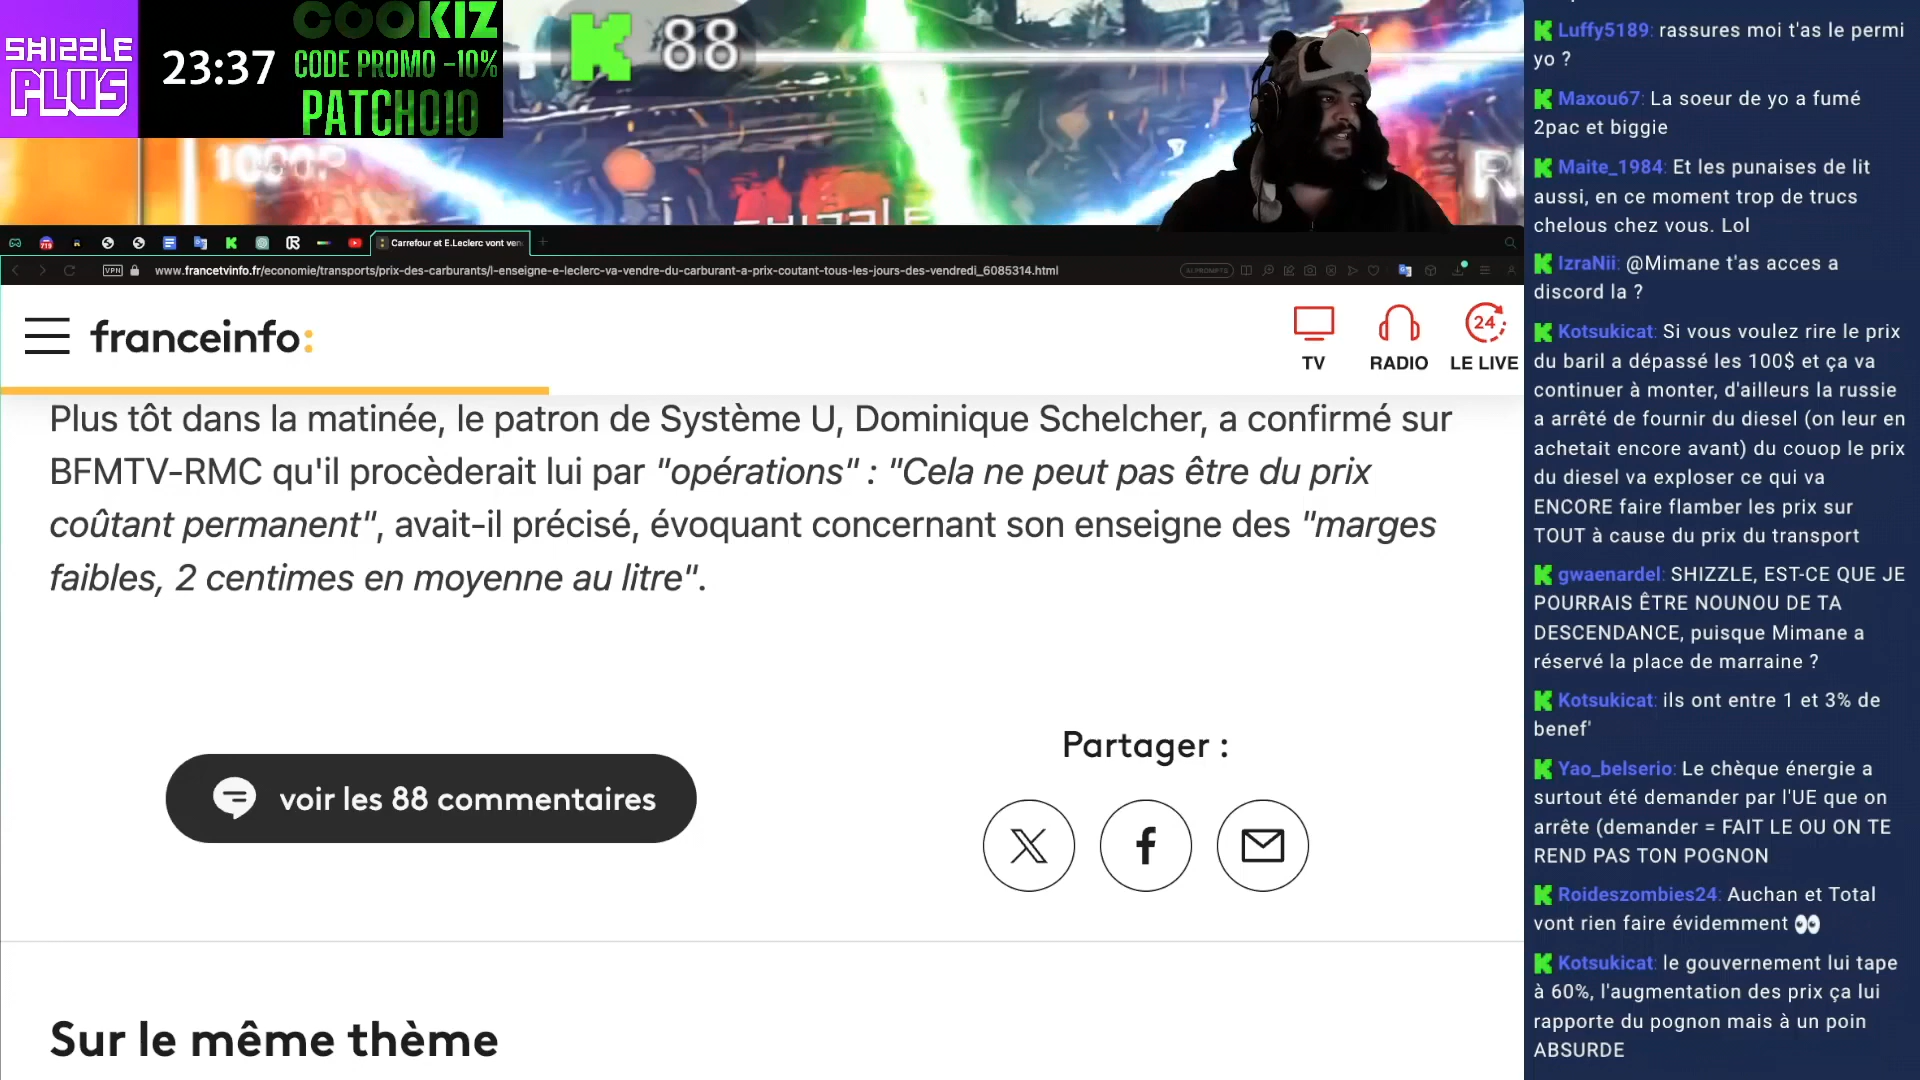 SHIZZLE
PLUS
23:37
COOKIZ
CODE PROMO -10%
PATCHO10
88
Carrefour et E.Leclerc vont ven
VPN
www.francetvinfo.fr/economie/transports/prix-des-carburants/l-enseigne-e-leclerc-va-vendre-du-carburant-a-prix-coutant-tous-les-jours-des-vendredi_6085314.html
AI PROMPTS
franceinfo:
TV
RADIO
24
LE LIVE
Plus tôt dans la matinée, le patron de Système U, Dominique Schelcher, a confirmé sur
BFMTV-RMC qu'il procèderait lui par "opérations" : "Cela ne peut pas être du prix
coûtant permanent", avait-il précisé, évoquant concernant son enseigne des "marges
faibles, 2 centimes en moyenne au litre".
voir les 88 commentaires
Partager :
Sur le même thème
Luffy5189: rassures moi t'as le permi
yo ?
Maxou67: La soeur de yo a fumé
2pac et biggie
Maite_1984: Et les punaises de lit
aussi, en ce moment trop de trucs
chelous chez vous. Lol
IzraNii: @Mimane t'as acces a
discord la ?
Kotsukicat: Si vous voulez rire le prix
du baril a dépassé les 100$ et ça va
continuer à monter, d'ailleurs la russie
a arrêté de fournir du diesel (on leur en
achetait encore avant) du couop le prix
du diesel va exploser ce qui va
ENCORE faire flamber les prix sur
TOUT à cause du prix du transport
gwaenardel: SHIZZLE, EST-CE QUE JE
POURRAIS ÊTRE NOUNOU DE TA
DESCENDANCE, puisque Mimane a
réservé la place de marraine ?
Kotsukicat: ils ont entre 1 et 3% de
benef'
Yao_belserio: Le chèque énergie a
surtout été demander par l'UE que on
arrête (demander = FAIT LE OU ON TE
REND PAS TON POGNON
Roideszombies24: Auchan et Total
vont rien faire évidemment
Kotsukicat: le gouvernement lui tape
à 60%, l'augmentation des prix ça lui
rapporte du pognon mais à un poin
ABSURDE